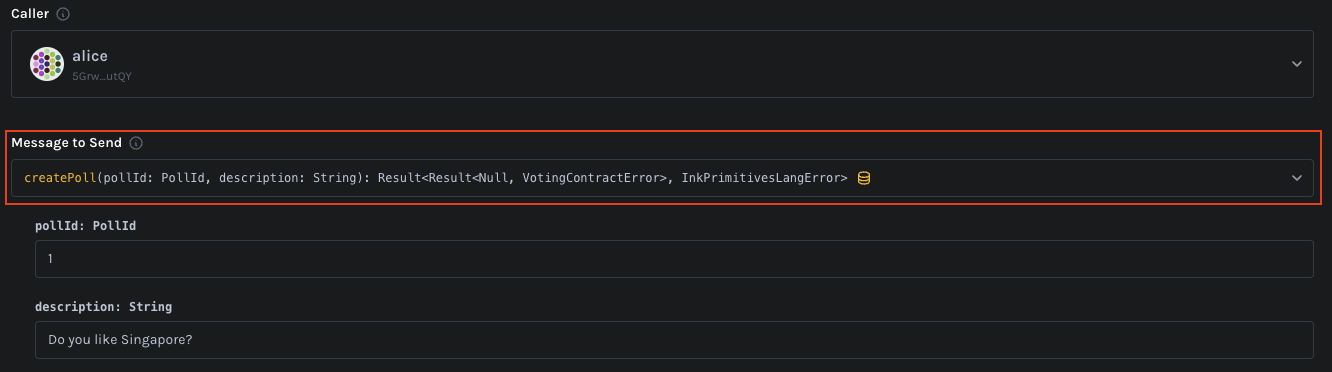 Caller
alice
5Grw...utQY
Message to Send
createPoll(pollId: PollId, description: String): Result<Result<Null, VotingContractError>, InkPrimitivesLangError>
pollId: PollId
1
description: String
Do you like Singapore?